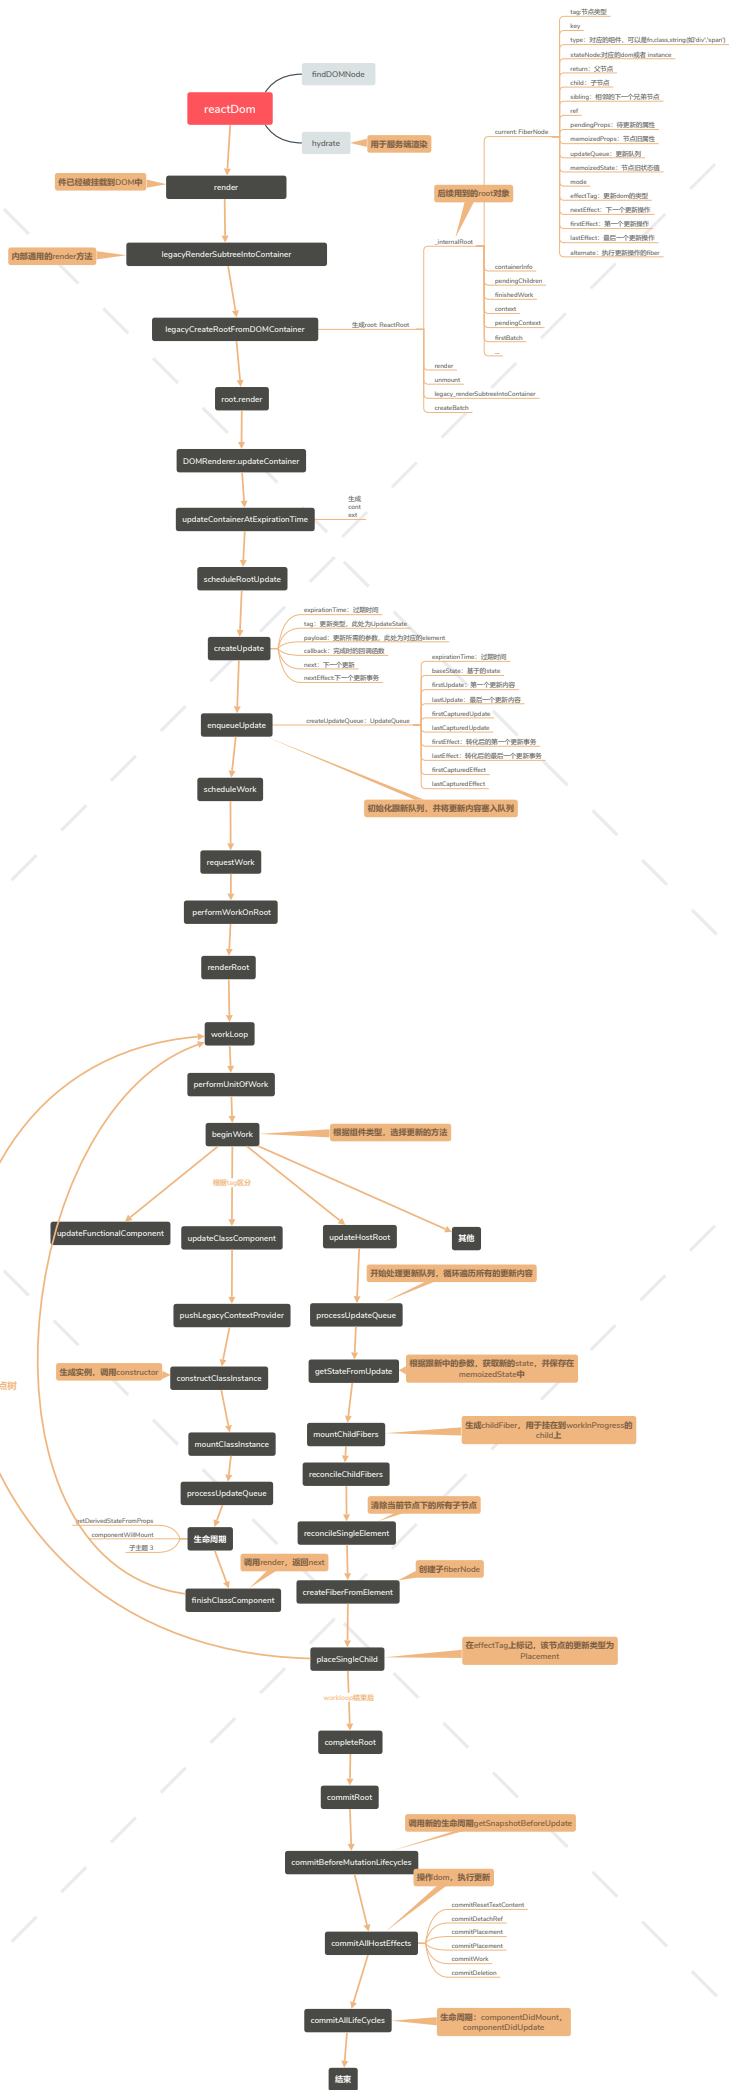 tag:节点类型
key
type：对应的组件，可以是fn,class,string(如'div','span')
stateNode:对应的dom或者 instance
return：父节点
child：子节点
sibling：相邻的下一个兄弟节点
ref
pendingProps：待更新的属性
memoizedProps：节点旧属性
updateQueue：更新队列
memoizedState：节点旧状态值
mode
effectTag：更新dom的类型
nextEffect：下一个更新操作
firstEffect：第一个更新操作
lastEffect：最后一个更新操作
alternate：执行更新操作的fiber
findDOMNode
reactDom
hydrate
用于服务端渲染
current: FiberNode
件已经被挂载到DOM中
render
后续用到的root对象
_internalRoot
内部通用的render方法
legacyRenderSubtreeIntoContainer
containerInfo
pendingChildren
finishedWork
context
pendingContext
firstBatch
...
legacyCreateRootFromDOMContainer
生成root: ReactRoot
render
unmount
legacy_renderSubtreeIntoContainer
createBatch
root.render
DOMRenderer.updateContainer
updateContainerAtExpirationTime
生成
cont
ext
scheduleRootUpdate
createUpdate
expirationTime：过期时间
tag：更新类型，此处为UpdateState
payload：更新所需的参数，此处为对应的element
callback：完成时的回调函数
next：下一个更新
nextEffect:下一个更新事务
enqueueUpdate
createUpdateQueue：UpdateQueue
expirationTime：过期时间
baseState：基于的state
firstUpdate：第一个更新内容
lastUpdate：最后一个更新内容
firstCapturedUpdate
lastCapturedUpdate
firstEffect：转化后的第一个更新事务
lastEffect：转化后的最后一个更新事务
firstCapturedEffect
lastCapturedEffect
scheduleWork
初始化跟新队列，并将更新内容塞入队列
requestWork
performWorkOnRoot
renderRoot
workLoop
performUnitOfWork
beginWork
根据组件类型，选择更新的方法
根据tag区分
updateFunctionalComponent
updateClassComponent
updateHostRoot
其他
开始处理更新队列，循环遍历所有的更新内容
pushLegacyContextProvider
processUpdateQueue
生成实例，调用constructor
constructClassInstance
getStateFromUpdate
根据跟新中的参数，获取新的state，并保存在
memoizedState中
点树
mountClassInstance
mountChildFibers
生成childFiber，用于挂在到workInProgress的
child上
reconcileChildFibers
processUpdateQueue
清除当前节点下的所有子节点
getDerivedStateFromProps
componentWillMount
子主题 3
生命周期
reconcileSingleElement
调用render，返回next
创建子fiberNode
finishClassComponent
createFiberFromElement
placeSingleChild
在effectTag上标记，该节点的更新类型为
Placement
workloop结束后
completeRoot
commitRoot
调用新的生命周期getSnapshotBeforeUpdate
commitBeforeMutationLifecycles
操作dom，执行更新
commitAllHostEffects
commitResetTextContent
commitDetachRef
commitPlacement
commitPlacement
commitWork
commitDeletion
commitAllLifeCycles
生命周期：componentDidMount，
componentDidUpdate
结束